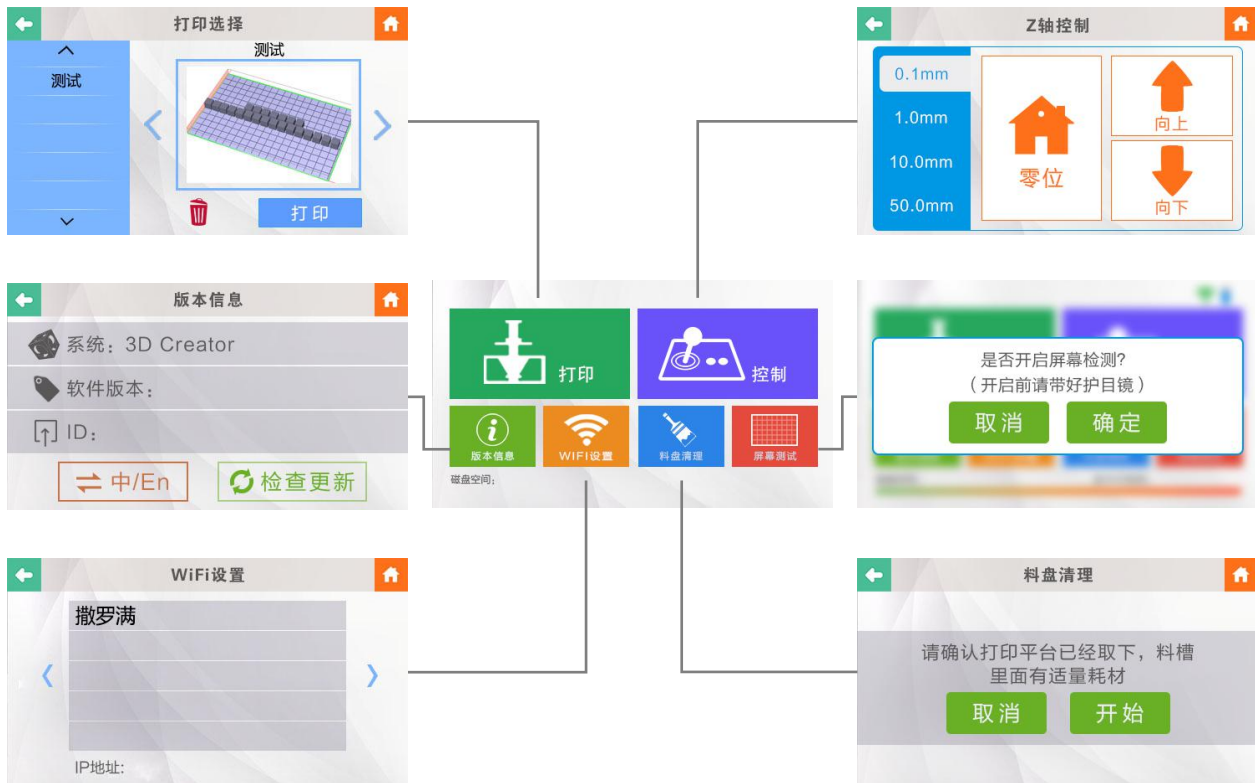 打印选择
测试
测试
打印
Z轴控制
0.1mm
1.0mm
10.0mm
50.0mm
零位
向上
向下
版本信息
系统：3D Creator
软件版本：
ID：
中/En
检查更新
打印
控制
版本信息
WIFI设置
料盘清理
屏幕测试
磁盘空间：
是否开启屏幕检测?
（开启前请带好护目镜）
取消
确定
WiFi设置
撒罗满
IP地址:
料盘清理
请确认打印平台已经取下，料槽
里面有适量耗材
取消
开始